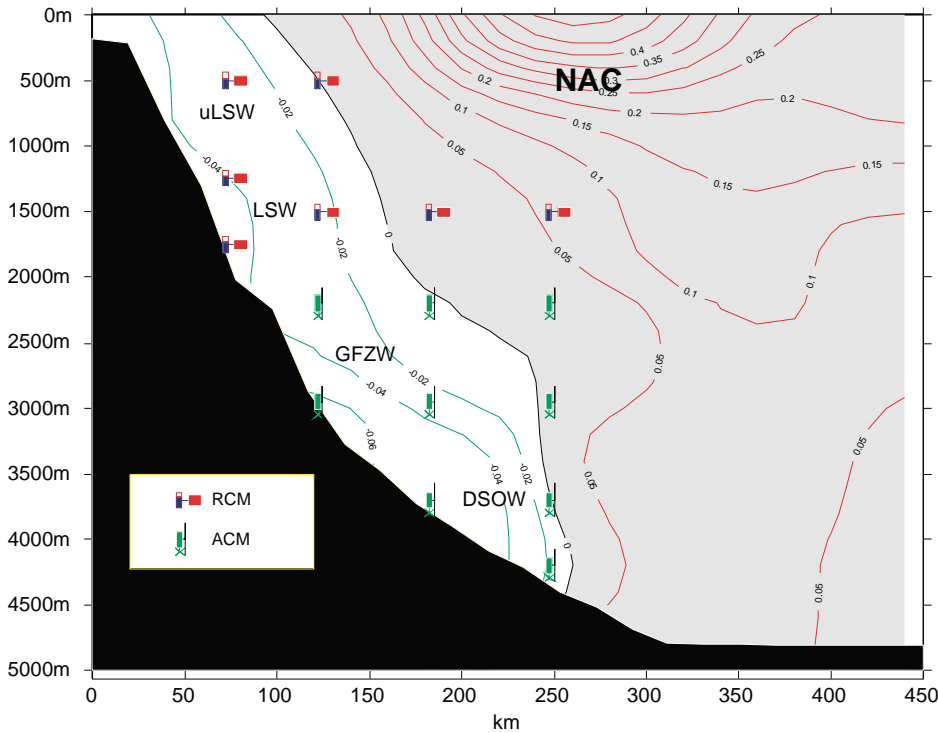 0m
0.4
0.35
0.25
0.3
NAC
500m
0.2
0.25
0.2
uLSW
-0.02
0.1
0.2
0.15
1000m
0.05
-0.04
0.15
0.1
0.15
LSW
1500m
0
-0.02
0.05
2000m
0.1
0.1
2500m
GFZW
0.05
-0.02
-0.04
3000m
-0.06
0.05
3500m
-0.04
-0.02
0.05
RCM
DSOW
4000m
ACM
0
4500m
0.05
5000m
0 50 100 150 200 250 300 350 400 450
km